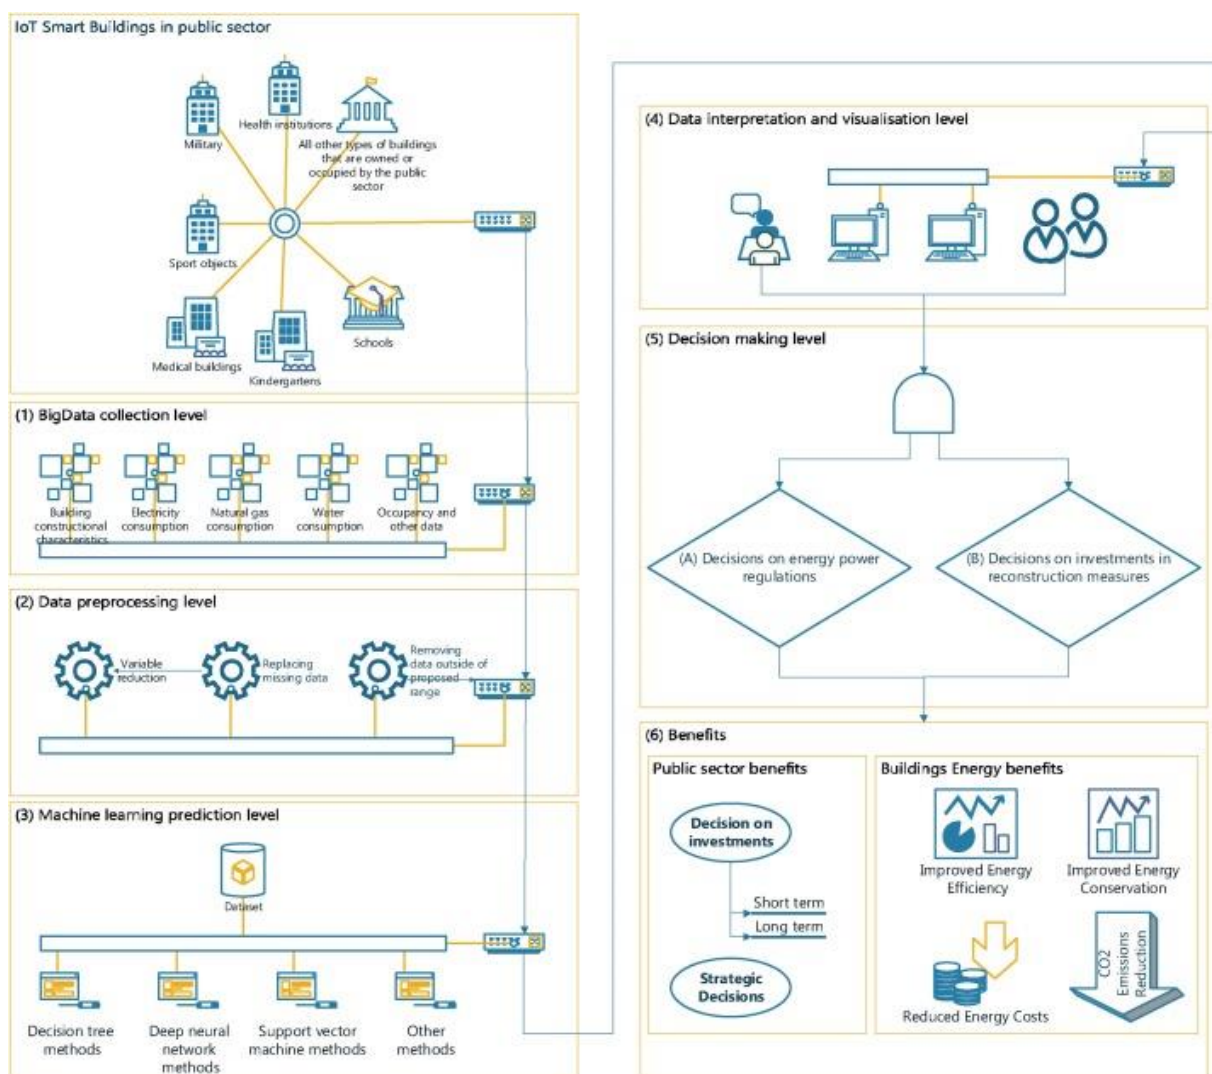 IoT Smart Buildings in public sector
Health institutions
Military
All other types of buildings
that are owned or
occupied by the public
sector
Sport objects
Schools
Medical buildings
Kindergartens
(1) BigData collection level
Building
constructional
characteristics
Electricity
consumption
Natural gas
consumption
Water
consumption
Occupancy and
other data
(2) Data preprocessing level
Variable
reduction
Replacing
missing data
Removing
data outside of
proposed
range
(3) Machine learning prediction level
Dataset
Decision tree
methods
Deep neural
network
methods
Support vector
machine methods
Other
methods
(4) Data interpretation and visualisation level
(5) Decision making level
(A) Decisions on energy power
regulations
(B) Decisions on investments in
reconstruction measures
(6) Benefits
Public sector benefits
Decision on
investments
Short term
Long term
Strategic
Decisions
Buildings Energy benefits
Improved Energy
Efficiency
Improved Energy
Conservation
Reduced Energy Costs
CO2
Emissions
Reduction